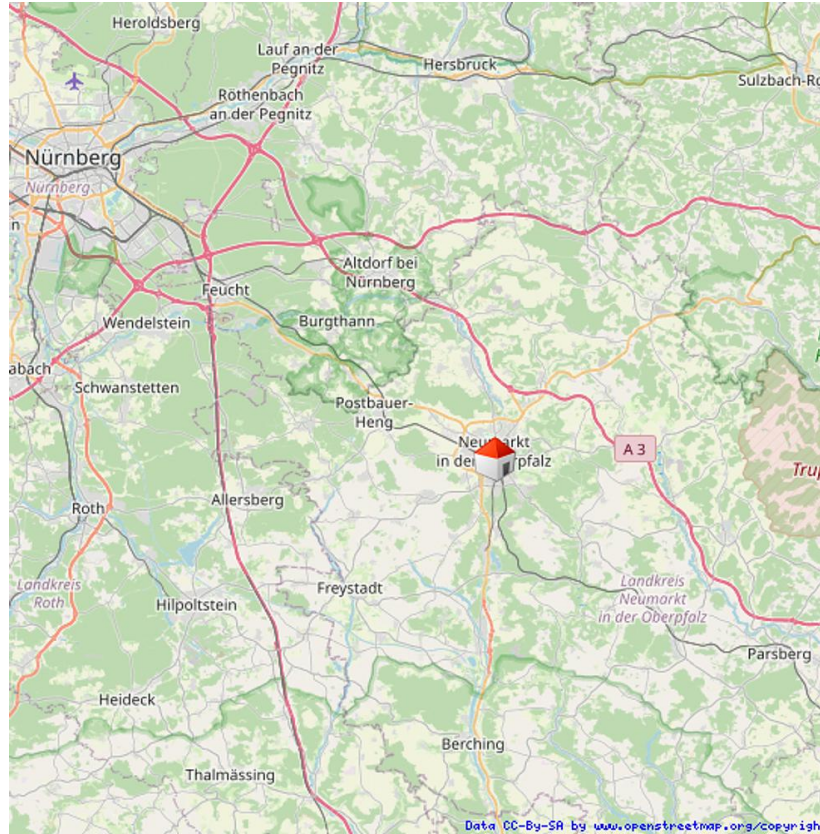 Heroldsberg
Lauf an der
Pegnitz
Hersbruck
Sulzbach-Ro
Röthenbach
an der Pegnitz
Nürnberg
Nürnberg
n
Altdorf bei
Nürnberg
Feucht
Wendelstein
Burgthann
abach
Schwanstetten
Postbauer-
Heng
Neumarkt
in der Oberpfalz
A 3
Trup
Roth
Allersberg
Landkreis
Roth
Freystadt
Hilpoltstein
Landkreis
Neumarkt
in der Oberpfalz
Parsberg
Heideck
Berching
Thalmässing
Data CC-By-SA by www.openstreetmap.org/copyrigh